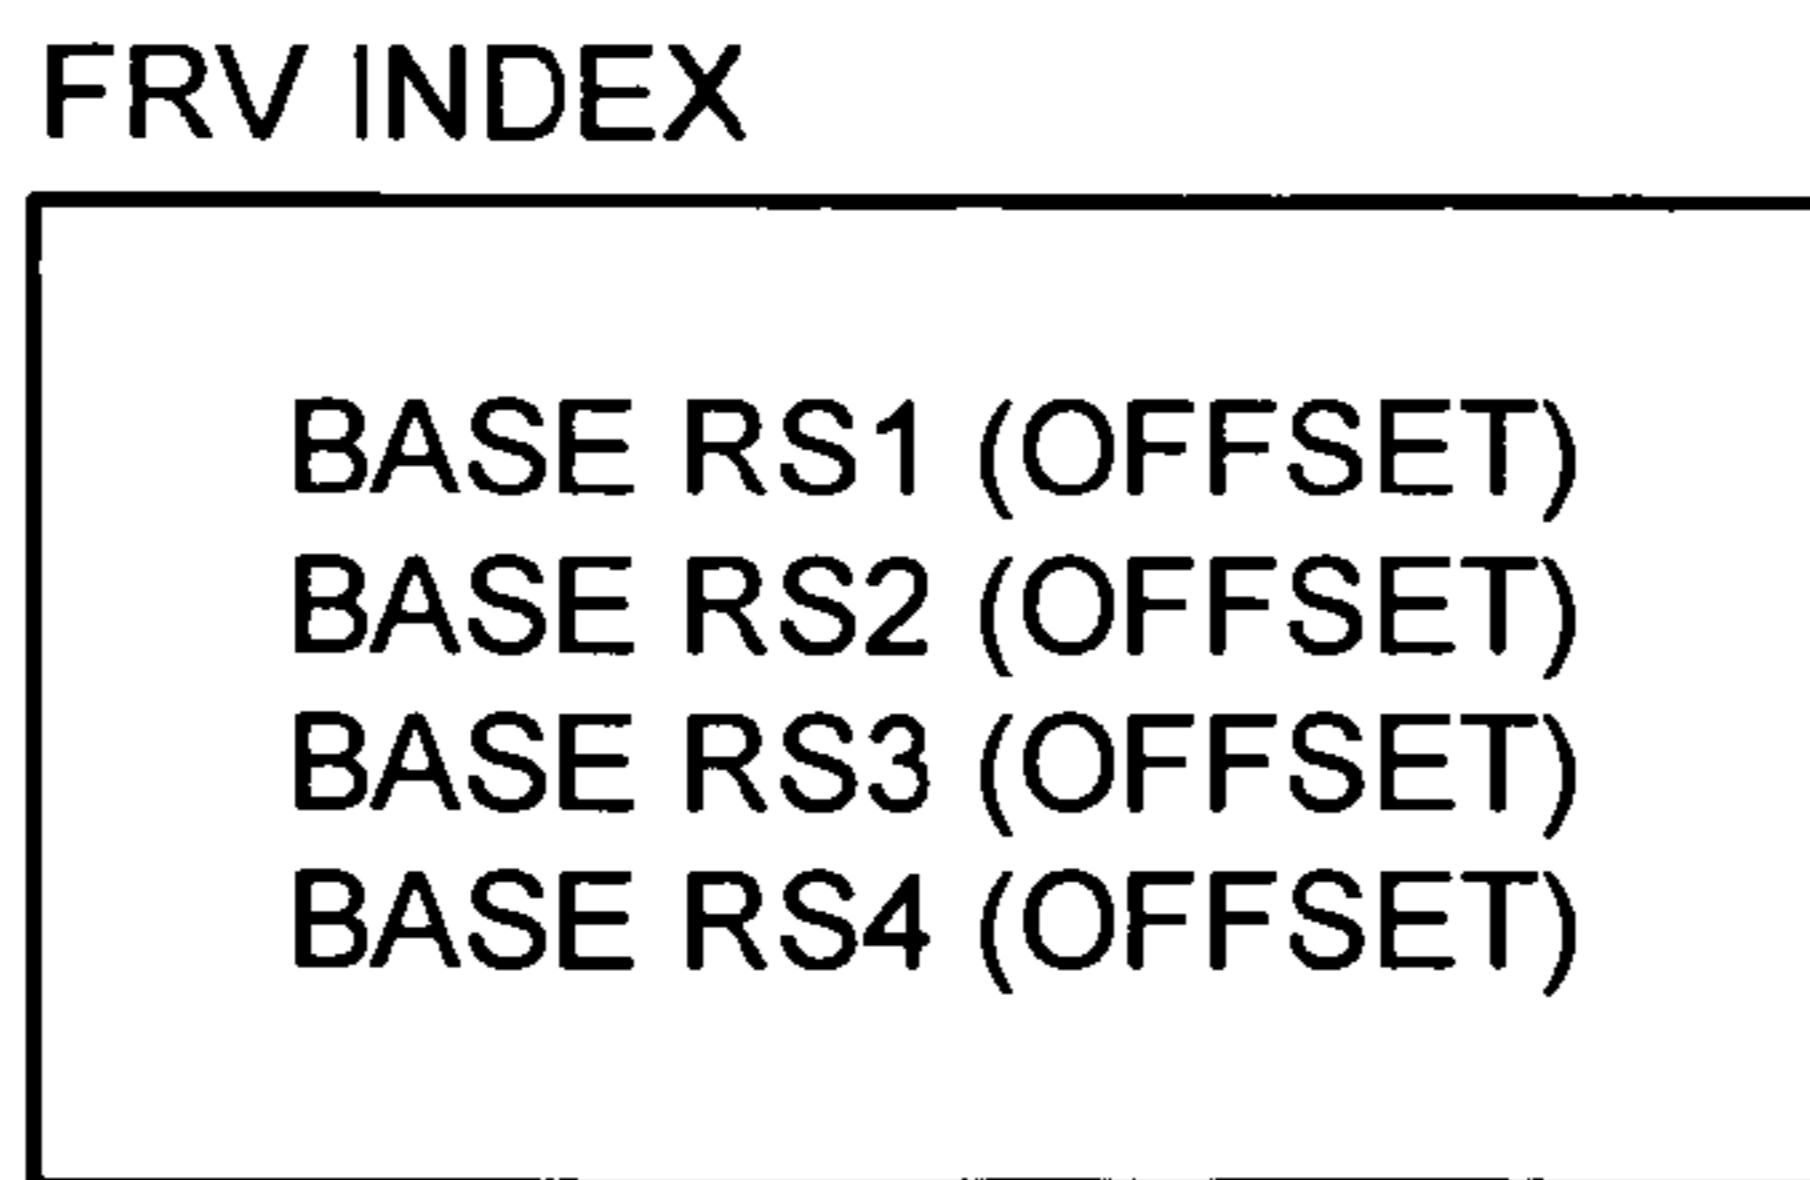 FRV INDEX
BASE RS1 (OFFSET)
BASE RS2 (OFFSET)
BASE RS3 (OFFSET)
BASE RS4 (OFFSET)